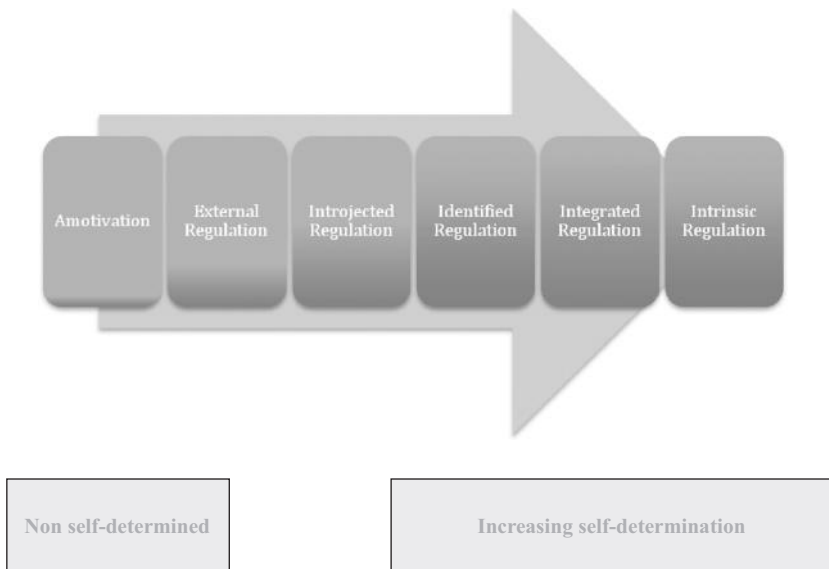 Amotivation
External
Regulation
Introjected
Regulation
Identified
Regulation
Integrated
Regulation
Intrinsic
Regulation
Non self-determined
Increasing self-determination